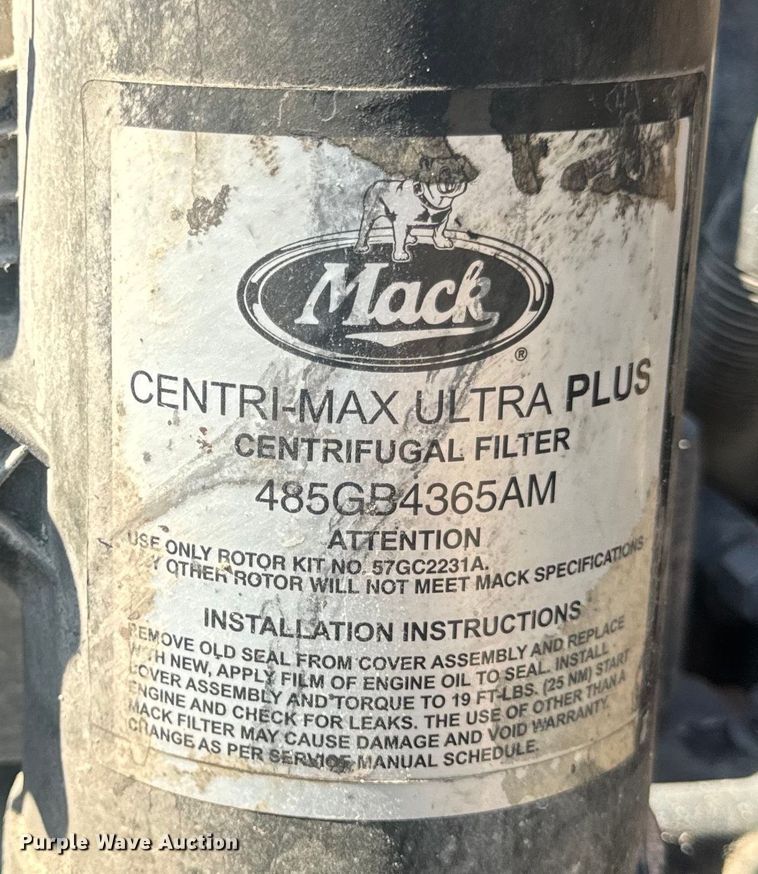 Mack
®
CENTRI-MAX ULTRA PLUS
CENTRIFUGAL FILTER
485GB4365AM
ATTENTION
USE ONLY ROTOR KIT NO. 57GC2231A.
Y OTHER ROTOR WILL NOT MEET MACK SPECIFICATIONS
INSTALLATION INSTRUCTIONS
REMOVE OLD SEAL FROM COVER ASSEMBLY AND REPLACE
WITH NEW, APPLY FILM OF ENGINE OIL TO SEAL. INSTALL
COVER ASSEMBLY AND TORQUE TO 19 FT-LBS. (25 NM) START
ENGINE AND CHECK FOR LEAKS. THE USE OF OTHER THAN A
MACK FILTER MAY CAUSE DAMAGE AND VOID WARRANTY.
CHANGE AS PER SERVICE MANUAL SCHEDULE.
Purple Wave Auction